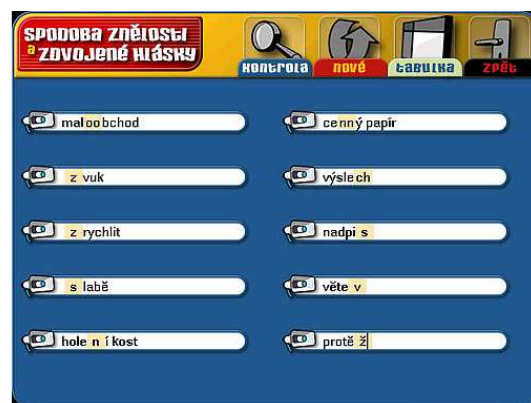 SPODOBA ZNĚLOSTI
a ZDVOJENÉ HLÁSKY
KONTROLA
NOVÉ
TABULKA
ZPĚT
maloobchod
z vuk
z rychlit
s labě
hole n í kost
cenný papír
výslech
nadpi s
věte v
protě ž